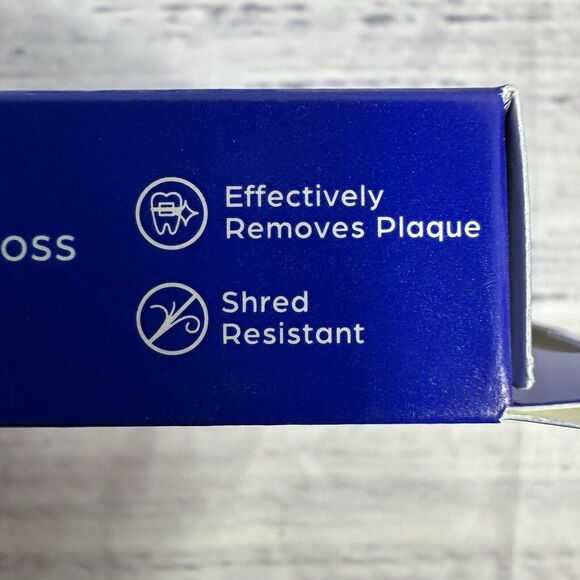 oss
Effectively
Removes Plaque
Shred
Resistant